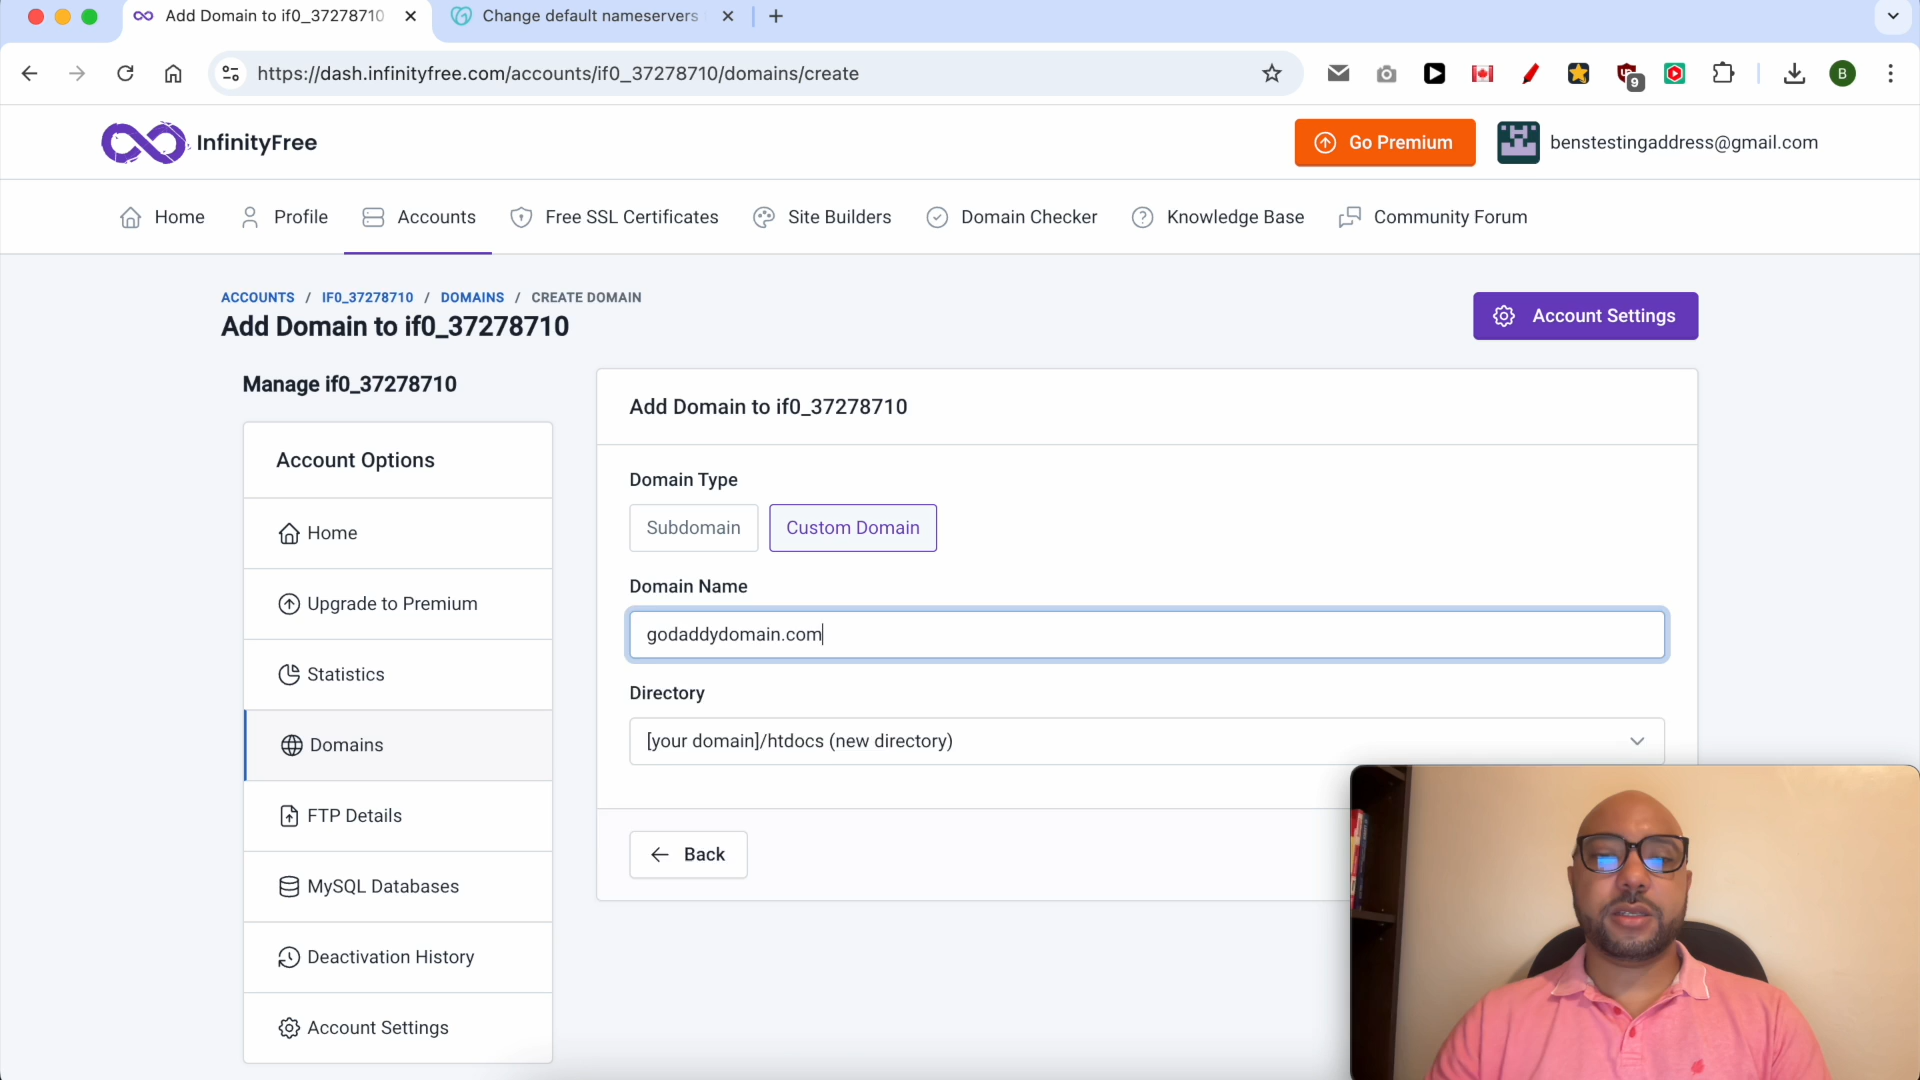 Add Domain to if0_37278710
Change default nameservers
https://dash.infinityfree.com/accounts/if0_37278710/domains/create
9
B
InfinityFree
Go Premium
benstestingaddress@gmail.com
Home
Profile
Accounts
Free SSL Certificates
Site Builders
Domain Checker
Knowledge Base
Community Forum
ACCOUNTS / IF0_37278710 / DOMAINS / CREATE DOMAIN
Add Domain to if0_37278710
Account Settings
Manage if0_37278710
Account Options
Home
Upgrade to Premium
Statistics
Domains
FTP Details
MySQL Databases
Deactivation History
Account Settings
Add Domain to if0_37278710
Domain Type
Subdomain
Custom Domain
Domain Name
godaddydomain.com
Directory
[your domain]/htdocs (new directory)
Back